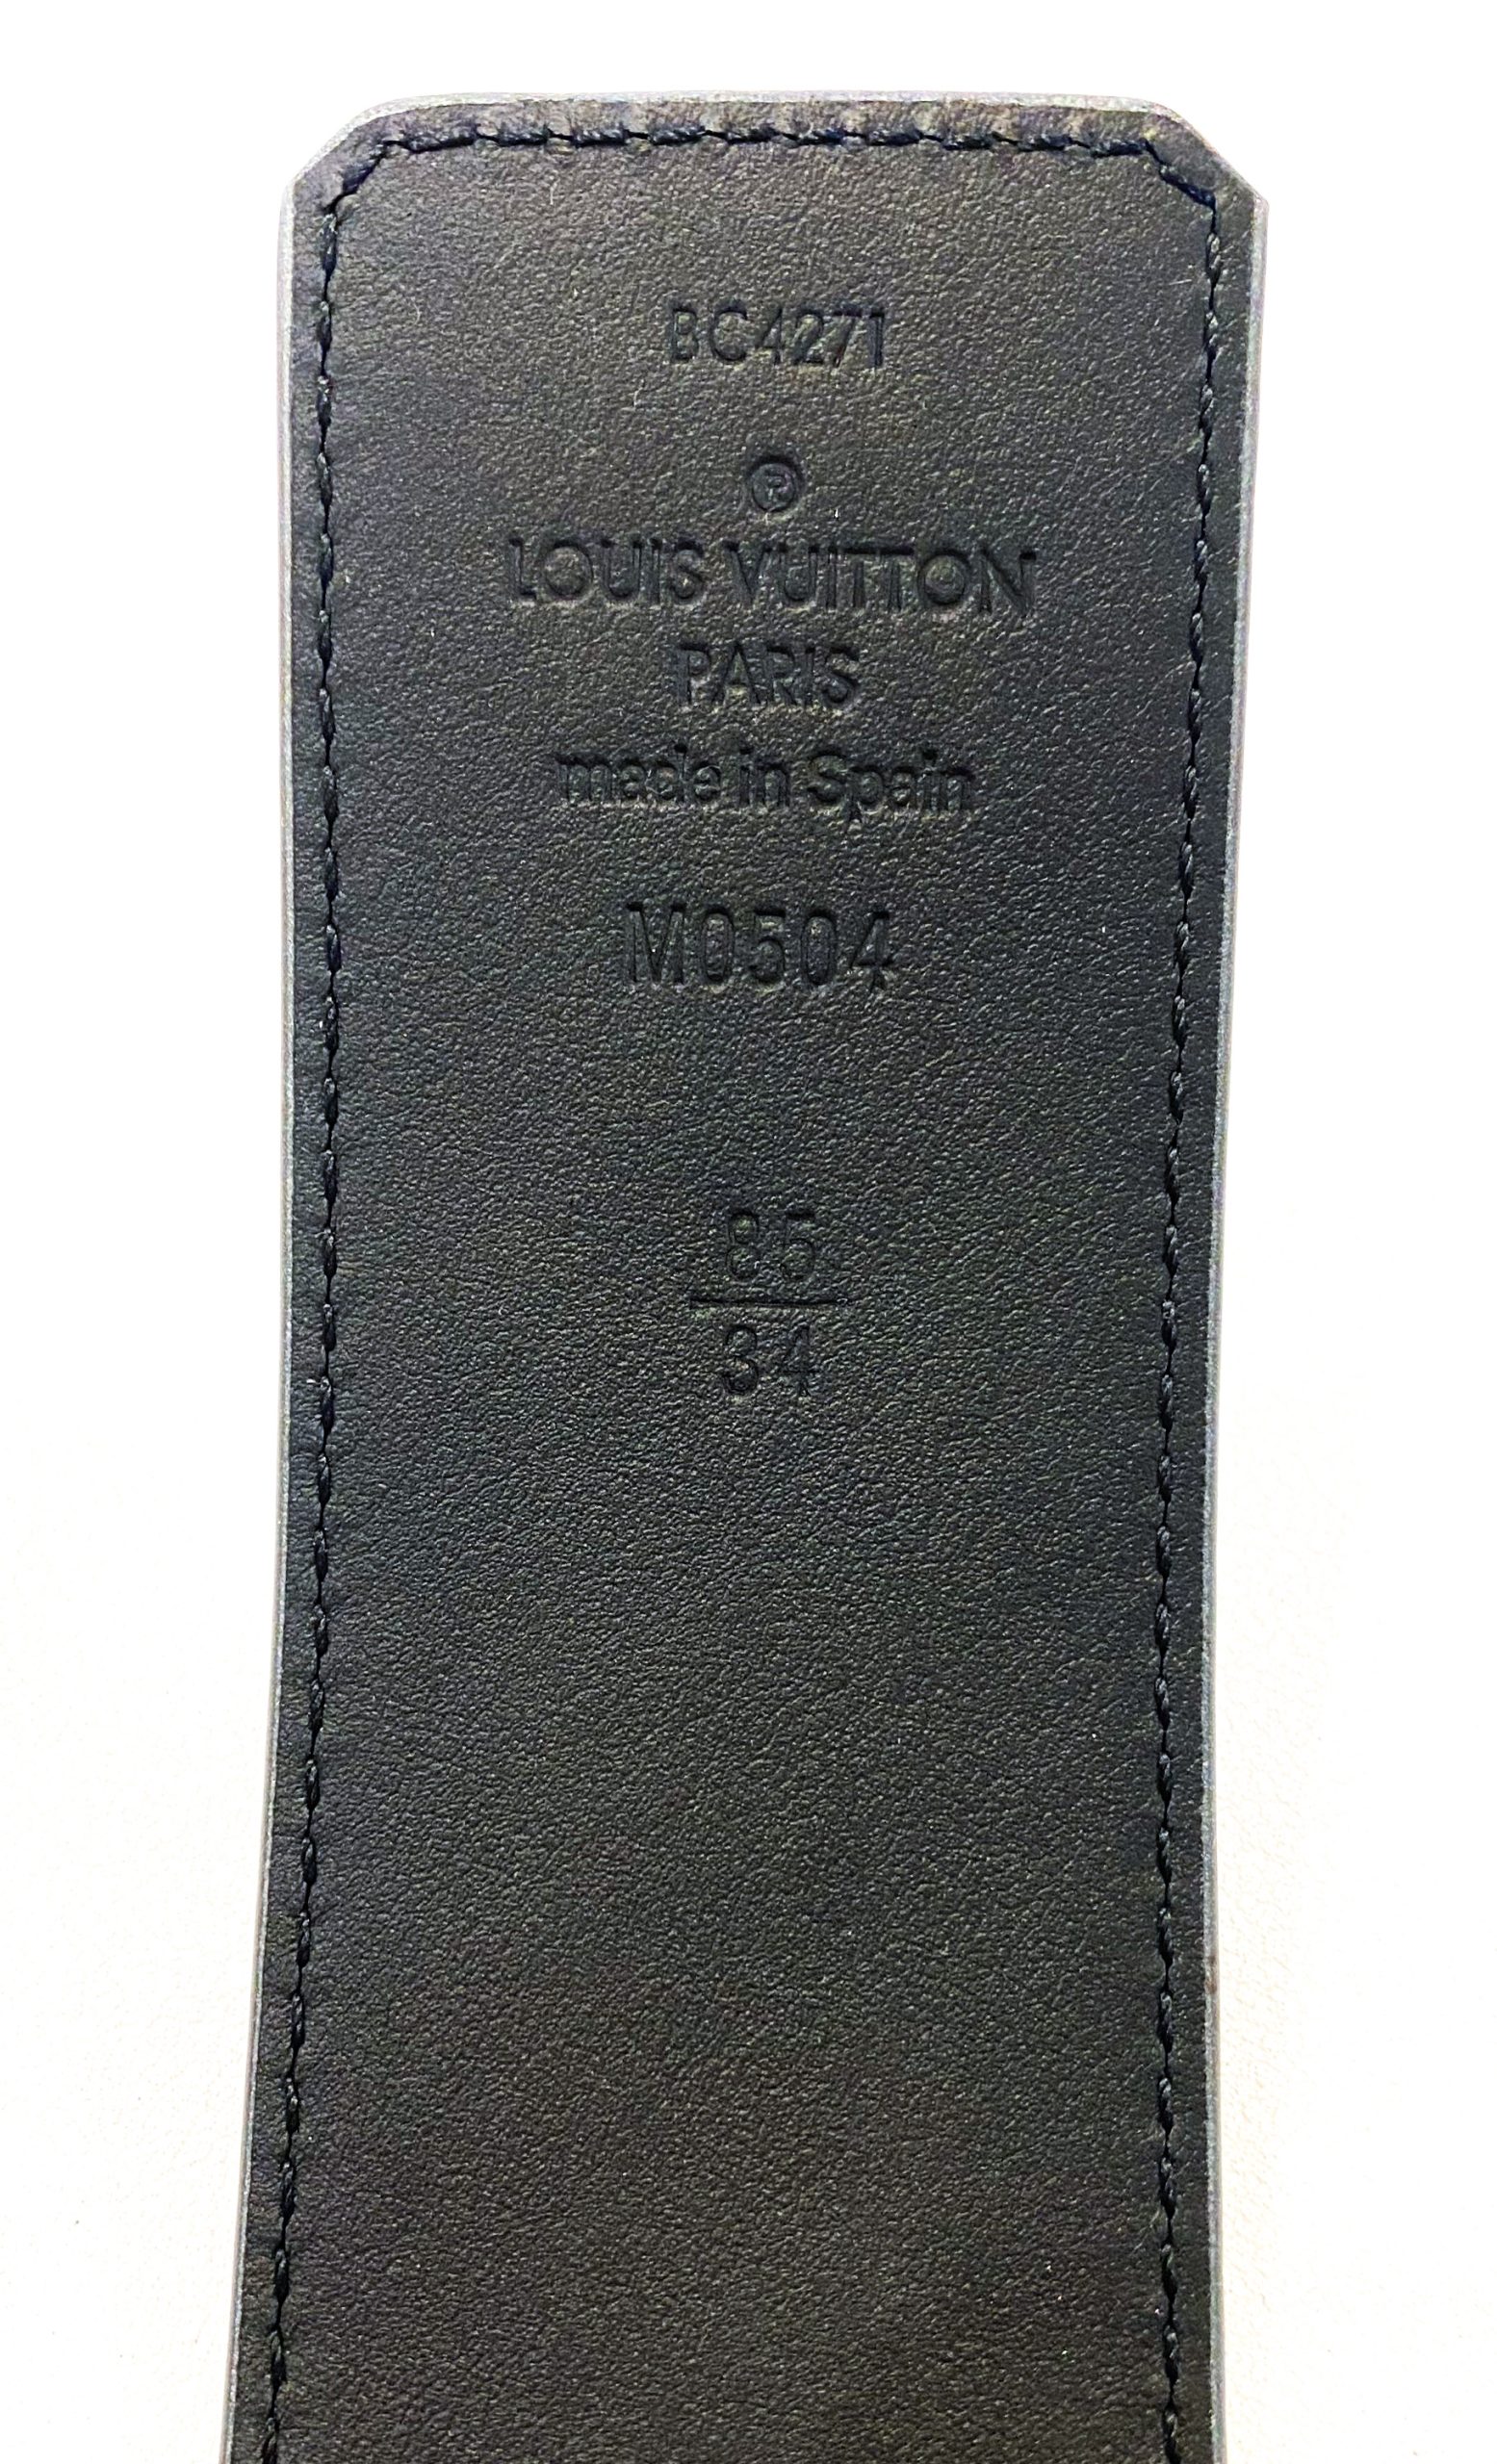 BC4271
®
LOUIS VUITTON
PARIS
made in Spain
M0504
85
34